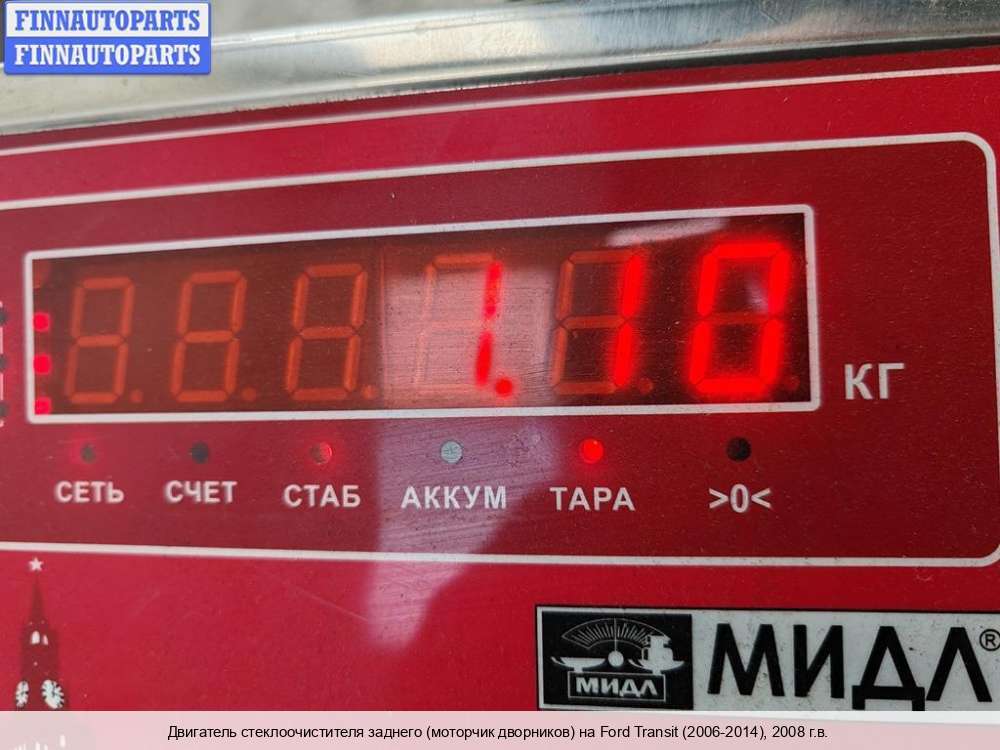 FINNAUTOPARTS
FINNAUTOPARTS
1.10
КГ
СЕТЬ СЧЕТ СТАБ АККУМ ТАРА >0<
МИДЛ МИДЛ®
Двигатель стеклоочистителя заднего (моторчик дворников) на Ford Transit (2006-2014), 2008 г.в.